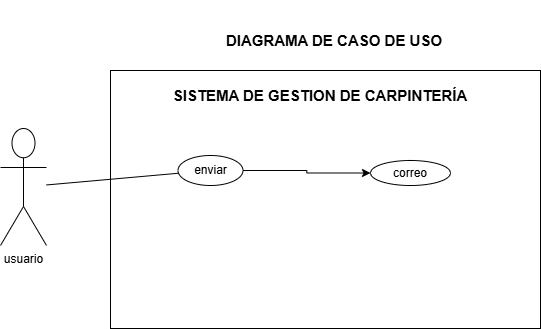 DIAGRAMA DE CASO DE USO
SISTEMA DE GESTION DE CARPINTERÍA
enviar
correo
usuario